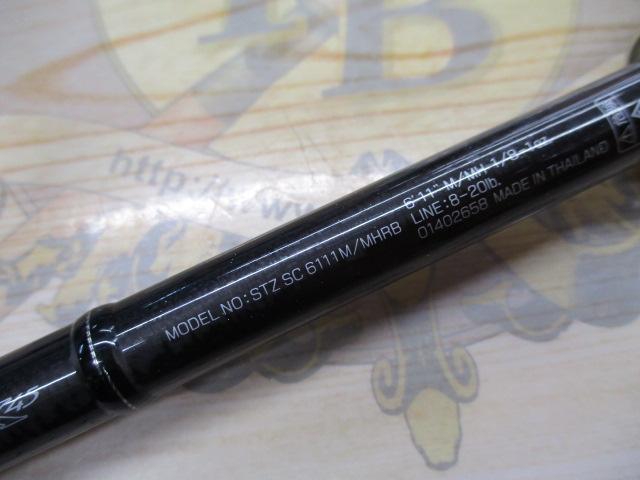 6'11" M/MH 1/8-1oz
LINE:8-20lb.
MODEL NO:STZ SC 6111M/MHRB 01402658 MADE IN THAILAND
http://w
B